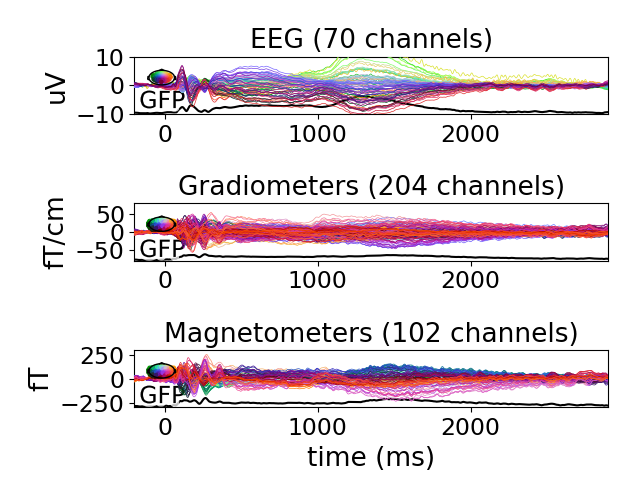 EEG (70 channels)
10
0
−10
uV
GFP
0
1000
2000
Gradiometers (204 channels)
50
0
−50
fT/cm
GFP
0
1000
2000
Magnetometers (102 channels)
250
0
−250
fT
GFP
0
1000
2000
time (ms)